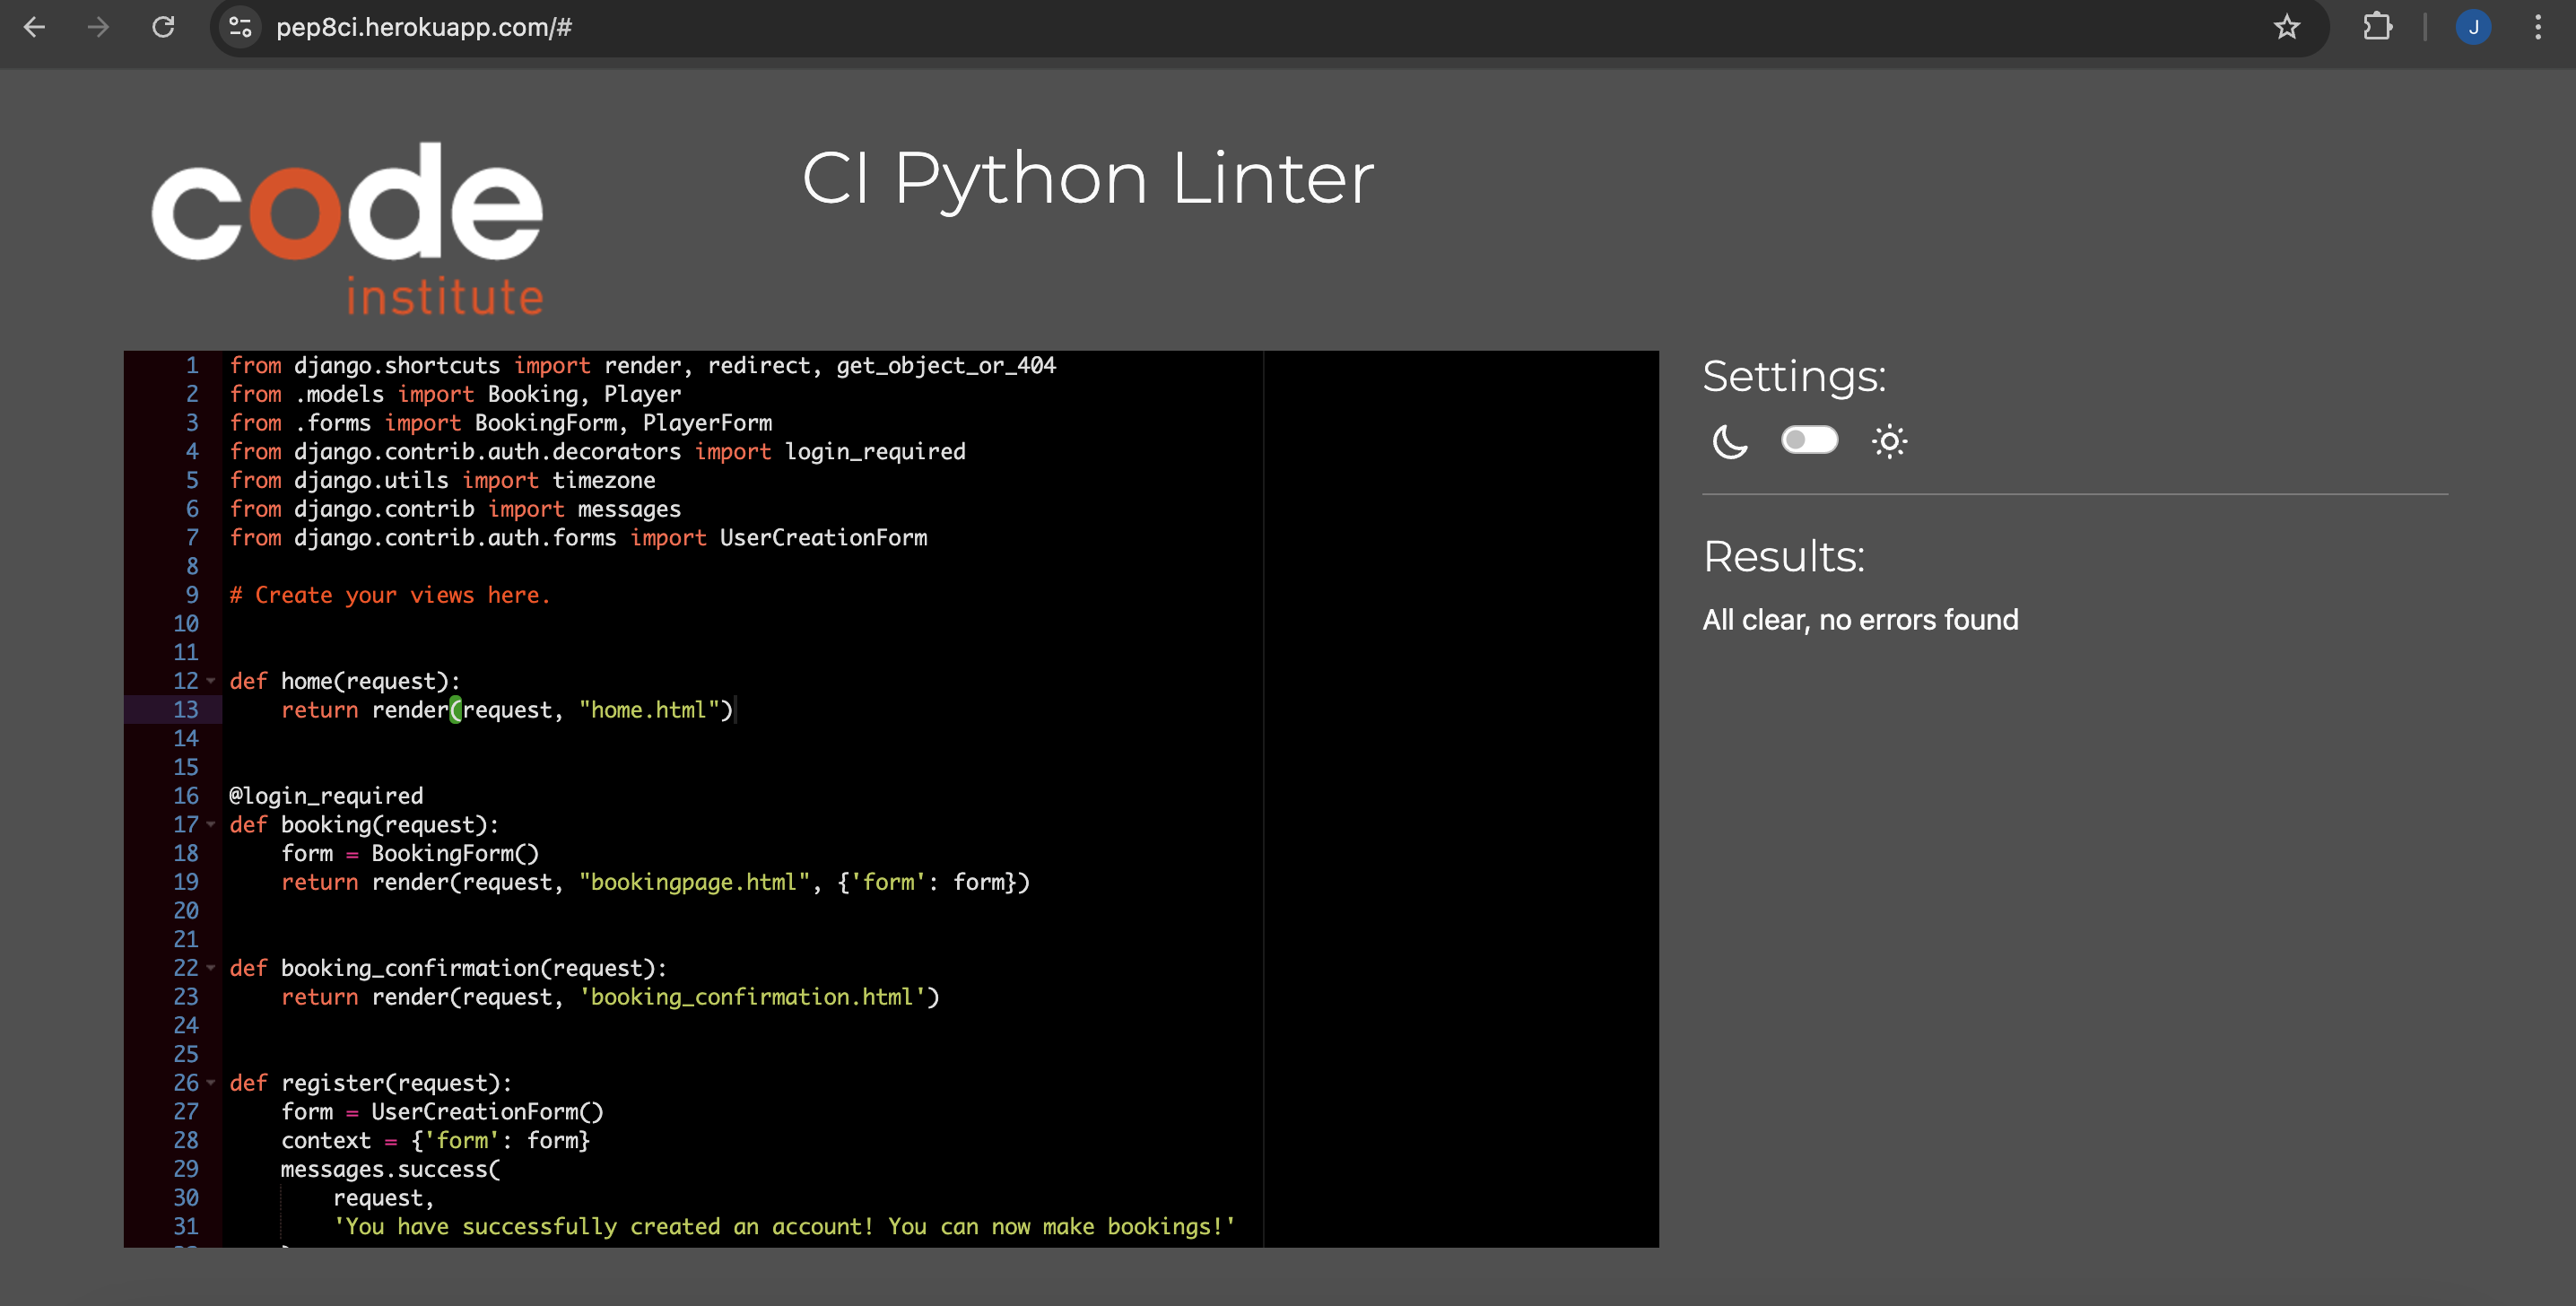 pep8ci.herokuapp.com/#
J
code
institute
CI Python Linter
1 from django.shortcuts import render, redirect, get_object_or_404
2 from .models import Booking, Player
3 from .forms import BookingForm, PlayerForm
4 from django.contrib.auth.decorators import login_required
5 from django.utils import timezone
6 from django.contrib import messages
7 from django.contrib.auth.forms import UserCreationForm
8
9 # Create your views here.
10
11
12 def home(request):
13     return render(request, "home.html")
14
15
16 @login_required
17 def booking(request):
18     form = BookingForm()
19     return render(request, "bookingpage.html", {'form': form})
20
21
22 def booking_confirmation(request):
23     return render(request, 'booking_confirmation.html')
24
25
26 def register(request):
27     form = UserCreationForm()
28     context = {'form': form}
29     messages.success(
30         request,
31         'You have successfully created an account! You can now make bookings!'
Settings:
Results:
All clear, no errors found